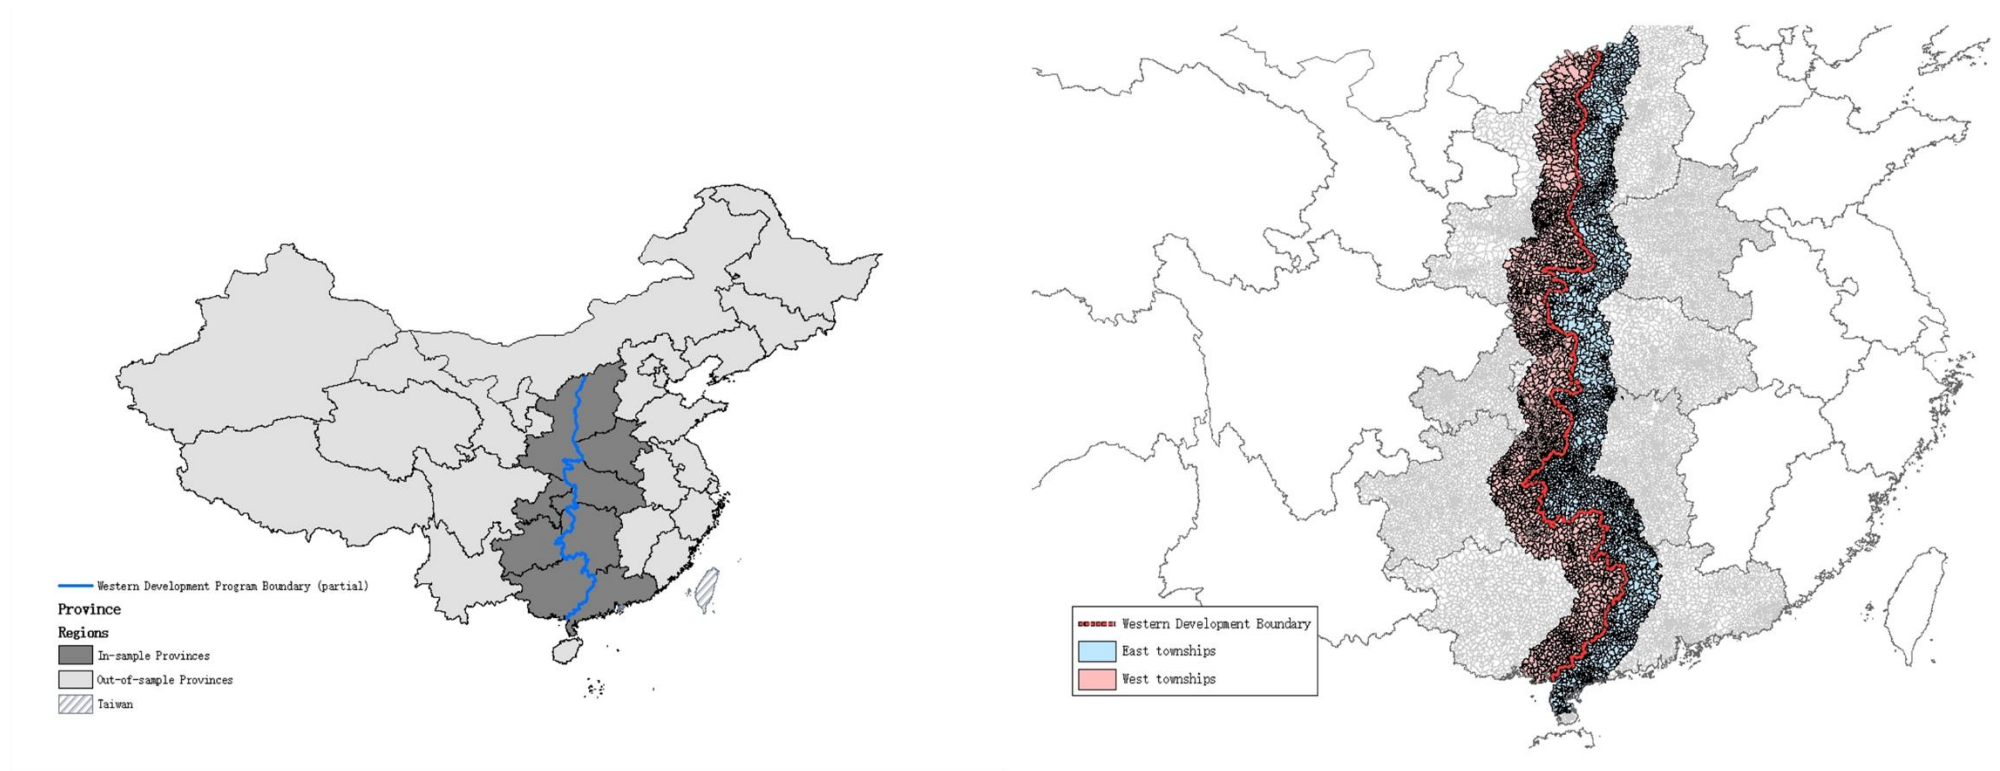 Western Development Program Boundary (partial)
Province
Regions
In-sample Provinces
Out-of-sample Provinces
Taiwan
Western Development Boundary
East townships
West townships